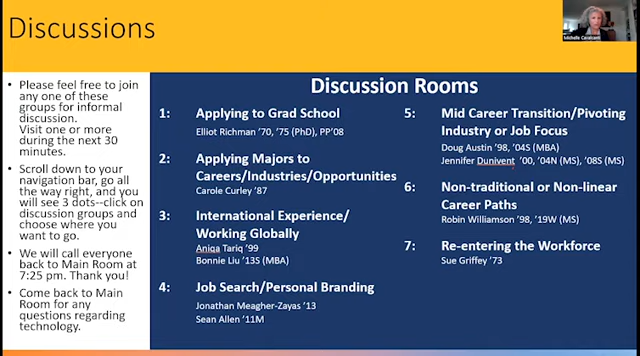 Discussions
Michelle Cavalcanti
• Please feel free to join
any one of these
groups for informal
discussion.
Visit one or more
during the next 30
minutes.
• Scroll down to your
navigation bar, go all
the way right, and you
will see 3 dots--click on
discussion groups and
choose where you
want to go.
• We will call everyone
back to Main Room at
7:25 pm. Thank you!
• Come back to Main
Room for any
questions regarding
technology.
Discussion Rooms
1: Applying to Grad School
Elliot Richman '70, '75 (PhD), PP'08
2: Applying Majors to
Careers/Industries/Opportunities
Carole Curley '87
3: International Experience/
Working Globally
Aniqa Tariq '99
Bonnie Liu '13S (MBA)
4: Job Search/Personal Branding
Jonathan Meagher-Zayas '13
Sean Allen '11M
5: Mid Career Transition/Pivoting
Industry or Job Focus
Doug Austin '98, '04S (MBA)
Jennifer Dunivent '00, '04N (MS), '08S (MS)
6: Non-traditional or Non-linear
Career Paths
Robin Williamson '98, '19W (MS)
7: Re-entering the Workforce
Sue Griffey '73